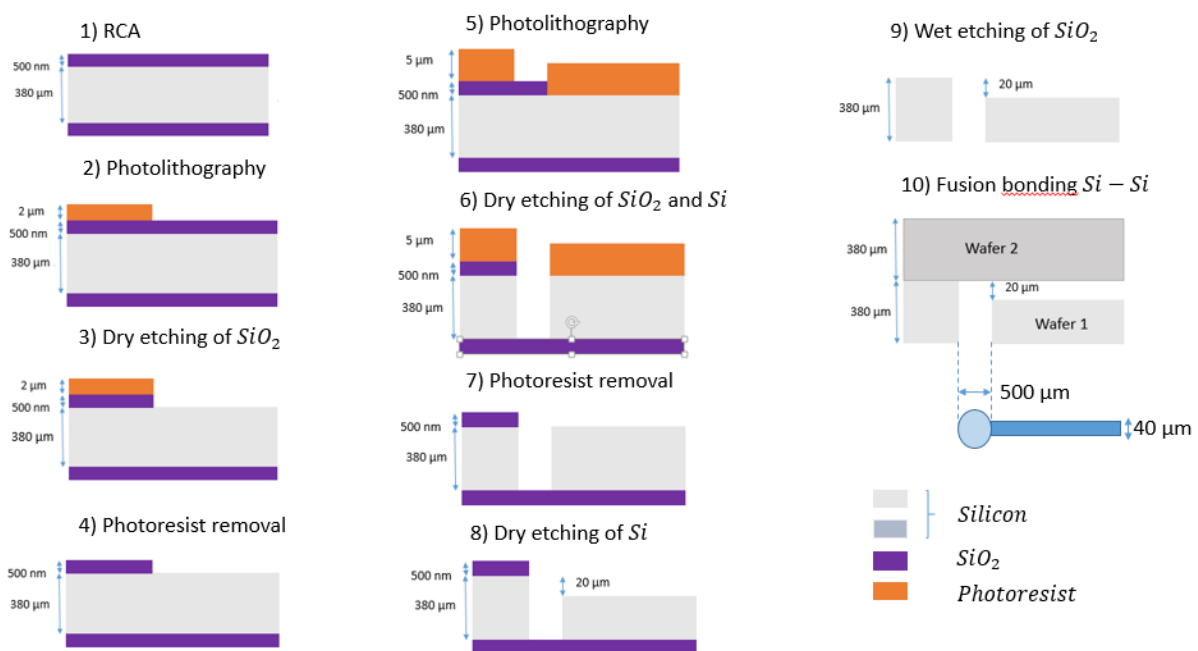 1) RCA
500 nm
380 μm
2) Photolithography
2 μm
500 nm
380 μm
3) Dry etching of SiO2
2 μm
500 nm
380 μm
4) Photoresist removal
500 nm
380 μm
5) Photolithography
5 μm
500 nm
380 μm
6) Dry etching of SiO2 and Si
5 μm
500 nm
380 μm
7) Photoresist removal
500 nm
380 μm
8) Dry etching of Si
500 nm
20 μm
380 μm
9) Wet etching of SiO2
20 μm
380 μm
10) Fusion bonding Si − Si
380 μm
Wafer 2
20 μm
380 μm
Wafer 1
500 μm
40 μm
Silicon
SiO2
Photoresist